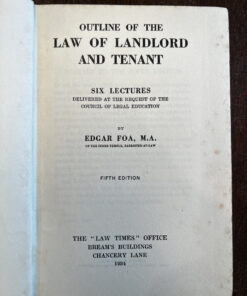 OUTLINE OF THE
LAW OF LANDLORD
AND TENANT
SIX LECTURES
DELIVERED AT THE REQUEST OF THE
COUNCIL OF LEGAL EDUCATION
BY
EDGAR FOA, M.A.
OF THE INNER TEMPLE, BARRISTER-AT-LAW
FIFTH EDITION
THE "LAW TIMES" OFFICE
BREAM'S BUILDINGS
CHANCERY LANE